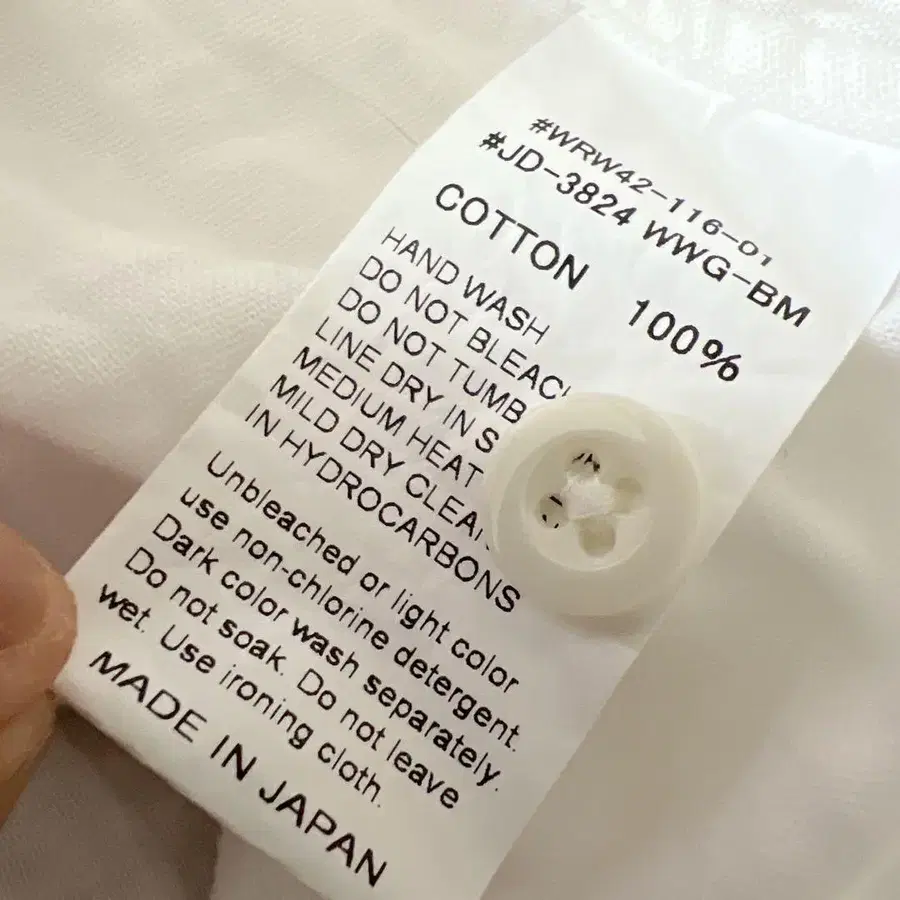 #WRW42-116-01
#JD-3824 WWG-BM
COTTON 100%
HAND WASH
DO NOT BLEAC
DO NOT TUMB
LINE DRY IN S
MEDIUM HEAT
MILD DRY CLEA
IN HYDROCARBONS
Unbleached or light color
use non-chlorine detergent.
Dark color wash separately.
Do not soak. Do not leave
wet. Use ironing cloth.
MADE IN JAPAN